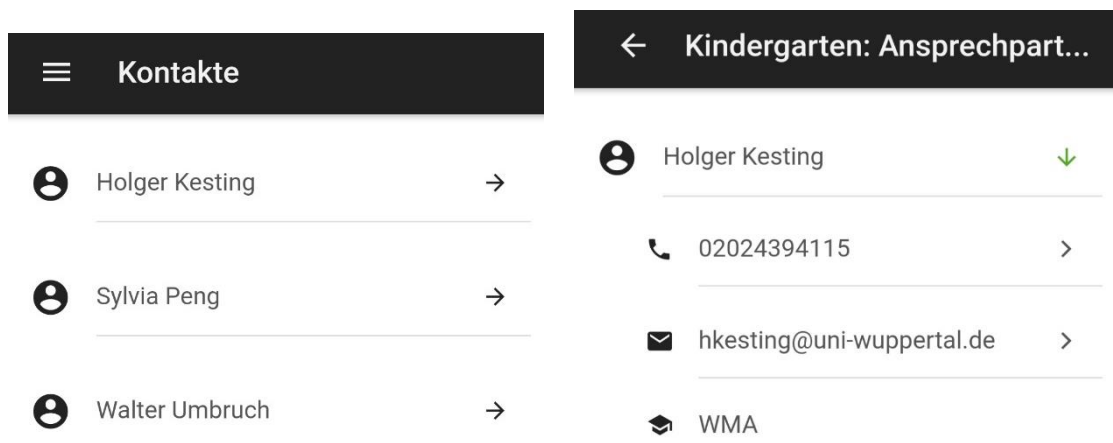 Kontakte
Holger Kesting
Sylvia Peng
Walter Umbruch
Kindergarten: Ansprechpart...
Holger Kesting
02024394115
hkesting@uni-wuppertal.de
WMA